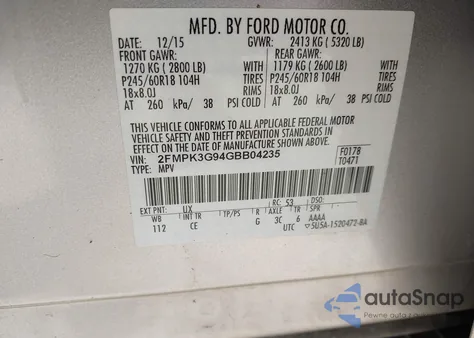 MFD. BY FORD MOTOR CO.
DATE: 12/15 GVWR: 2413 KG ( 5320 LB)
FRONT GAWR: REAR GAWR:
1270 KG ( 2800 LB) 1179 KG ( 2600 LB)
P245/60R18 104H TIRES P245/60R18 104H
18x8.0J RIMS 18x8.0J
AT 260 kPa/ 38 PSI COLD AT 260 kPa/ 38 PSI COLD
THIS VEHICLE CONFORMS TO ALL APPLICABLE FEDERAL MOTOR
VEHICLE SAFETY AND THEFT PREVENTION STANDARDS IN
EFFECT ON THE DATE OF MANUFACTURE SHOWN ABOVE.
VIN: 2FMPK3G94GBB04235 F0178
TYPE: MPV T0471
EXT PNT: UX RC: 53 DSO:
WB INT TR TP/PS R AXLE TR SPR
112 CE G 3C 6 AAAA
UTC 5USA-1520472-BA
autoSnap
Pewne auto z USA